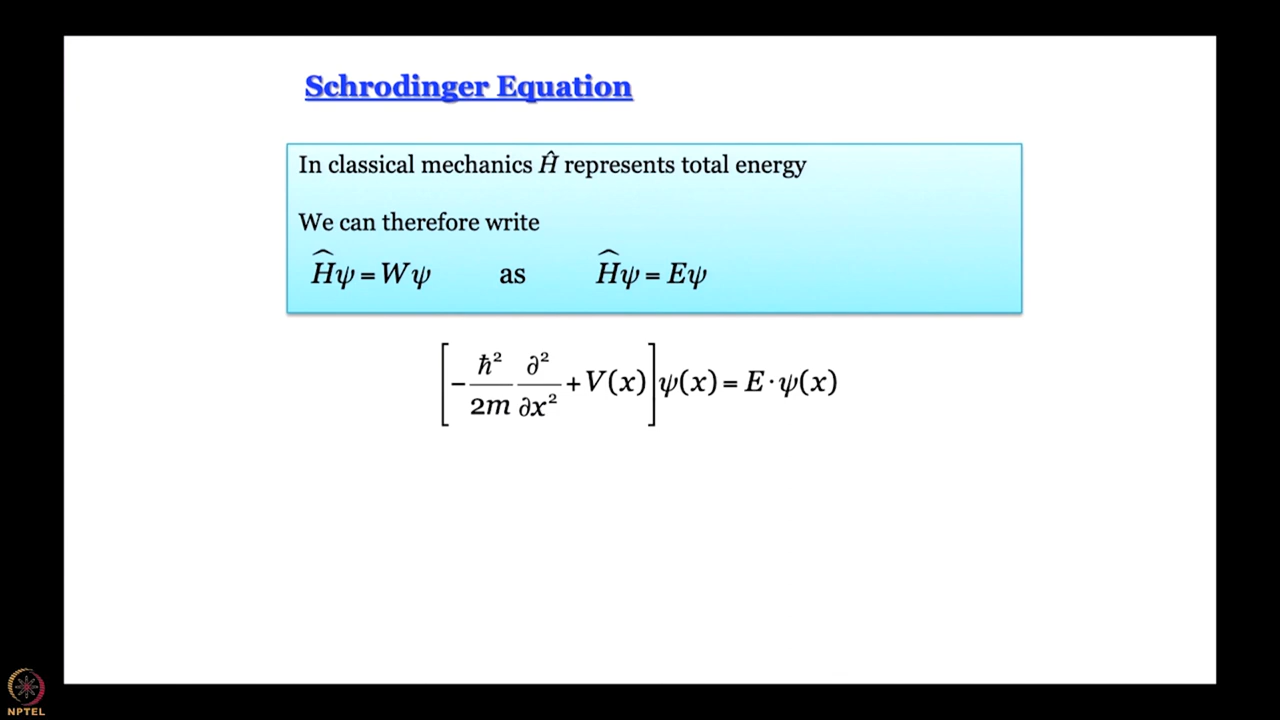 Schrodinger Equation
In classical mechanics Ĥ represents total energy
We can therefore write
Ĥψ = Wψ as Ĥψ = Eψ
[-ħ²/2m ∂²/∂x² + V(x)]ψ(x) = E·ψ(x)
NPTEL